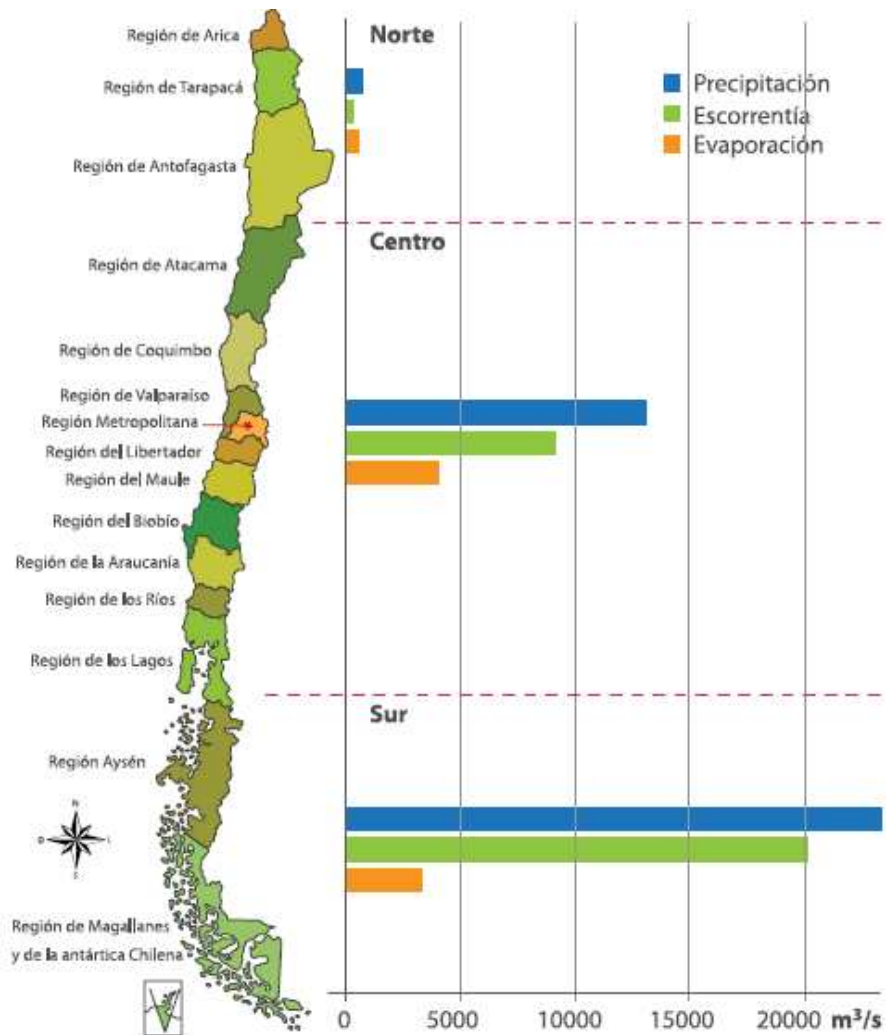 Región de Arica
Región de Tarapacá
Región de Antofagasta
Región de Atacama
Región de Coquimbo
Región de Valparaíso
Región Metropolitana
Región del Libertador
Región del Maule
Región del Biobío
Región de la Araucanía
Región de los Ríos
Región de los Lagos
Región Aysén
N
O L
S
Región de Magallanes
y de la antártica Chilena
Norte
Precipitación
Escorrentía
Evaporación
Centro
Sur
0 5000 10000 15000 20000 m³/s